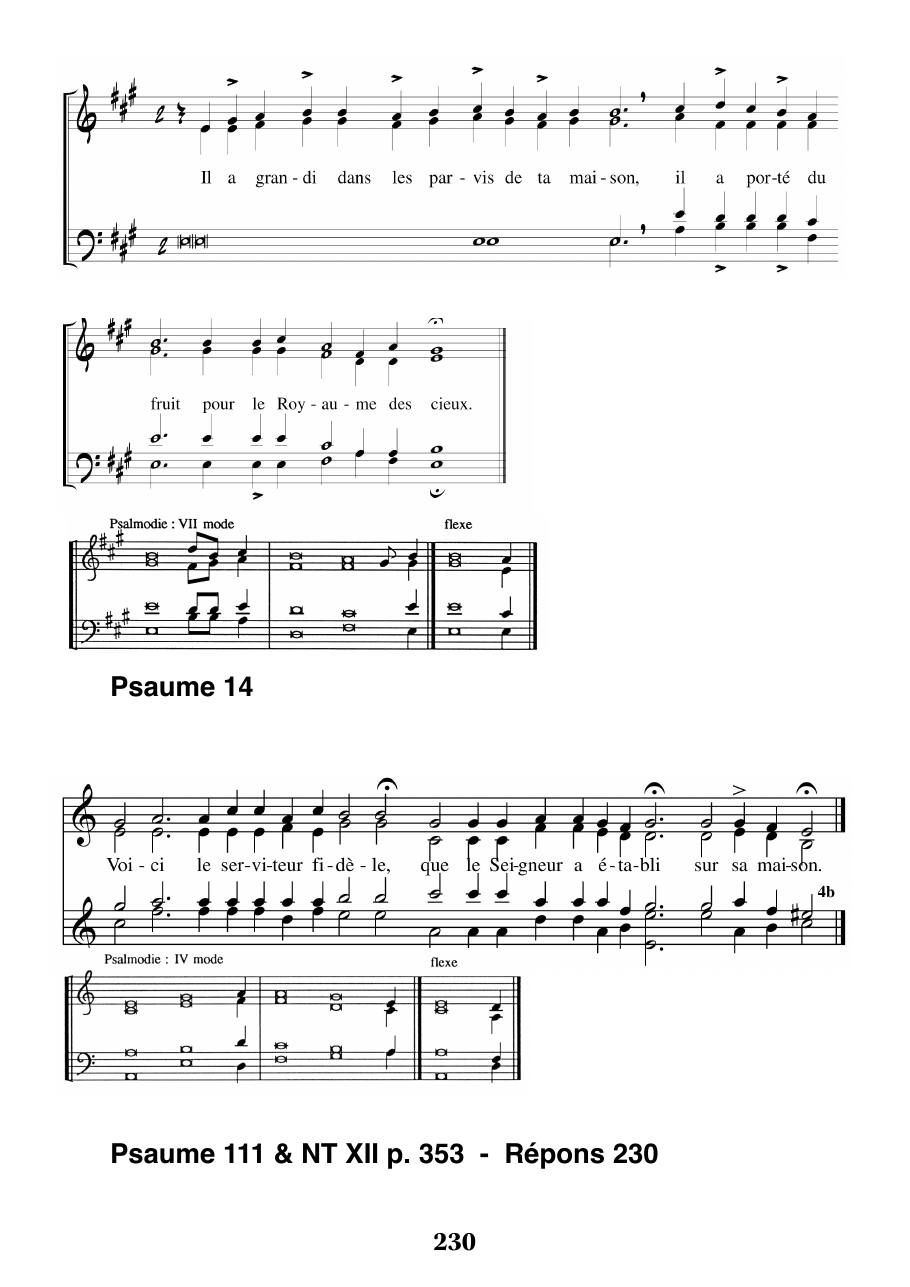 Il a gran - di dans les par - vis de ta mai - son, il a por-té du
fruit pour le Roy - au - me des cieux.
Psalmodie : VII mode flexe
Psaume 14
Voi - ci le ser-vi-teur fi-dè-le, que le Sei-gneur a é-ta-bli sur sa mai-son.
4b
Psalmodie : IV mode flexe
Psaume 111 & NT XII p. 353 - Répons 230
230